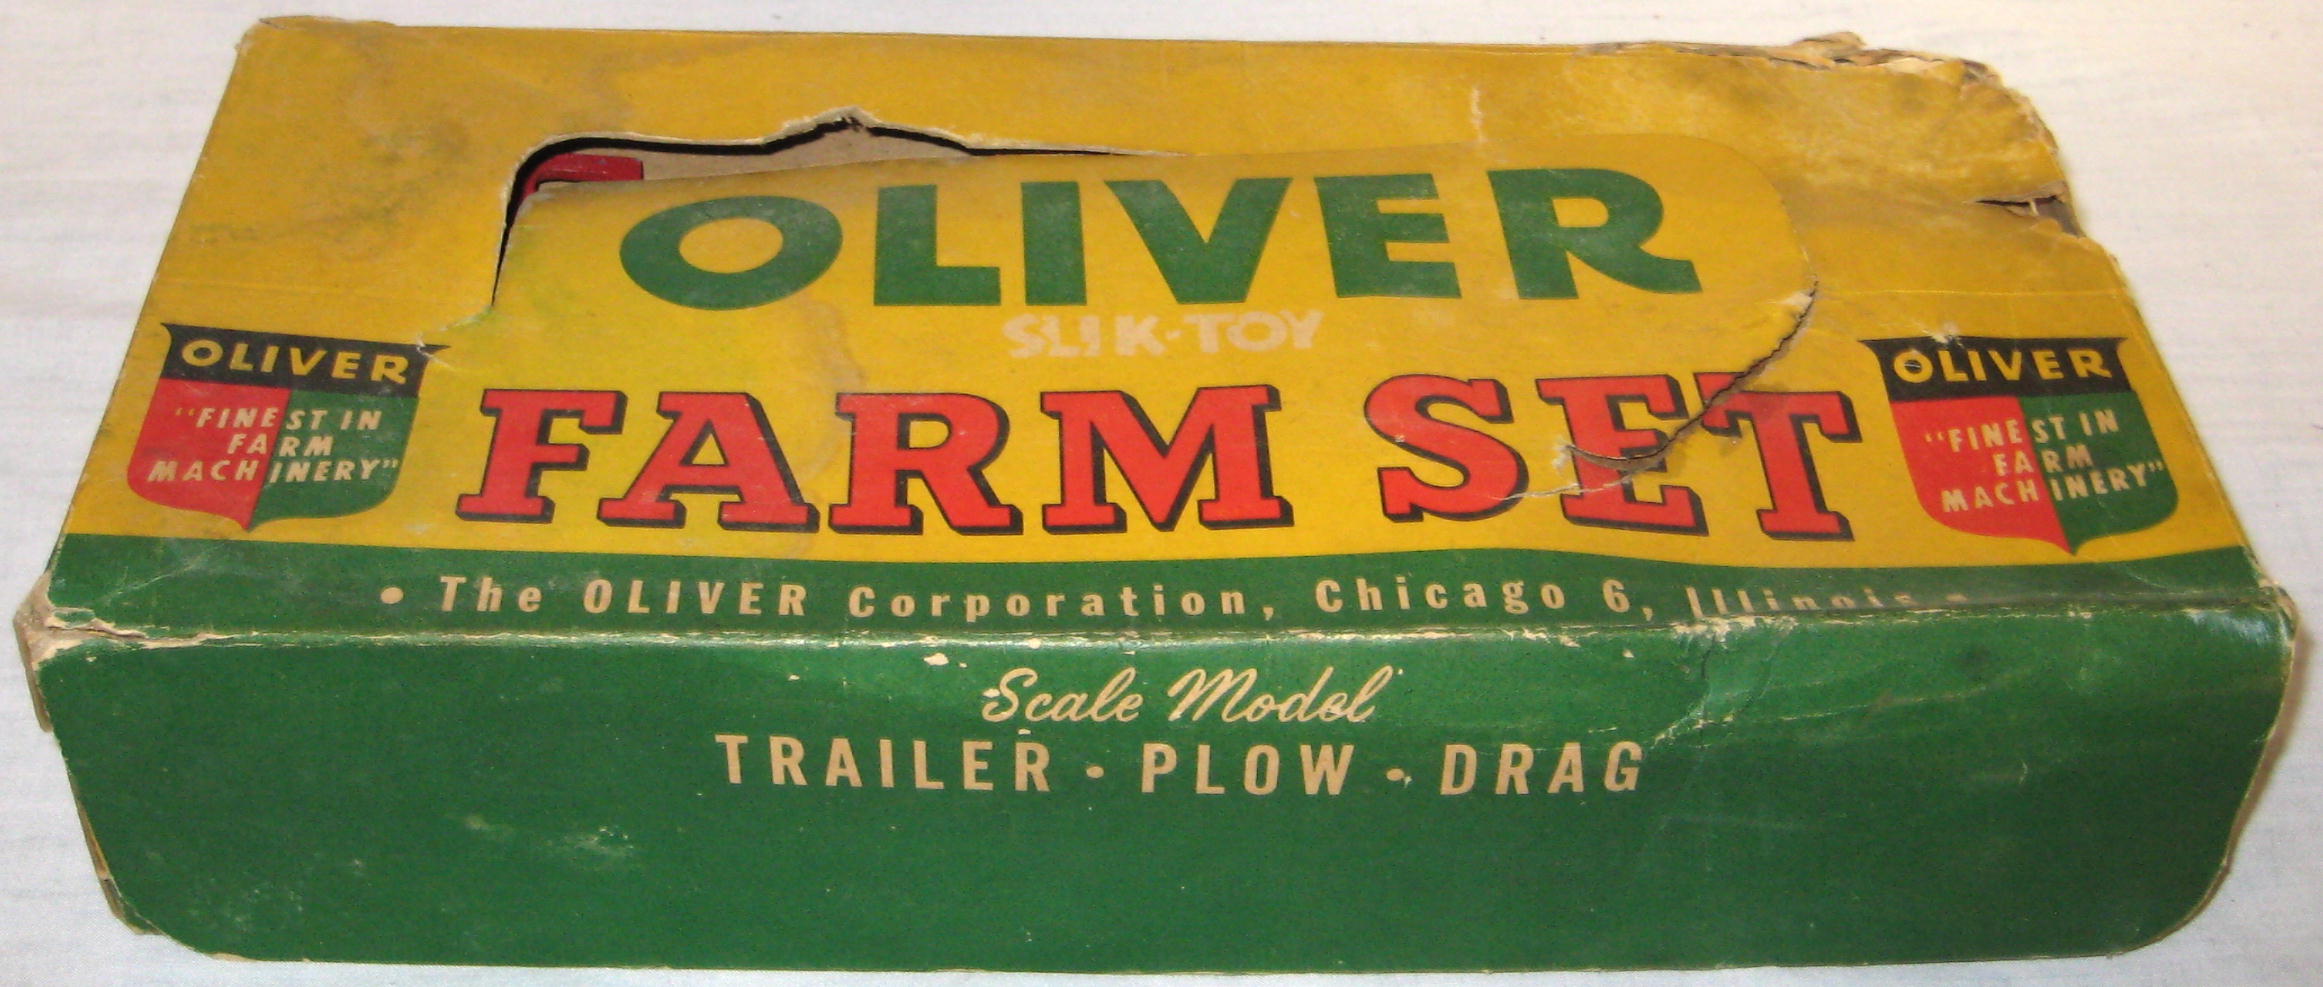 OLIVER
SLIK-TOY
FARM SET
OLIVER
"FINEST IN
FARM
MACHINERY"
OLIVER
"FINEST IN
FARM
MACHINERY"
• The OLIVER Corporation, Chicago 6, Illinois •
Scale Model
TRAILER • PLOW • DRAG